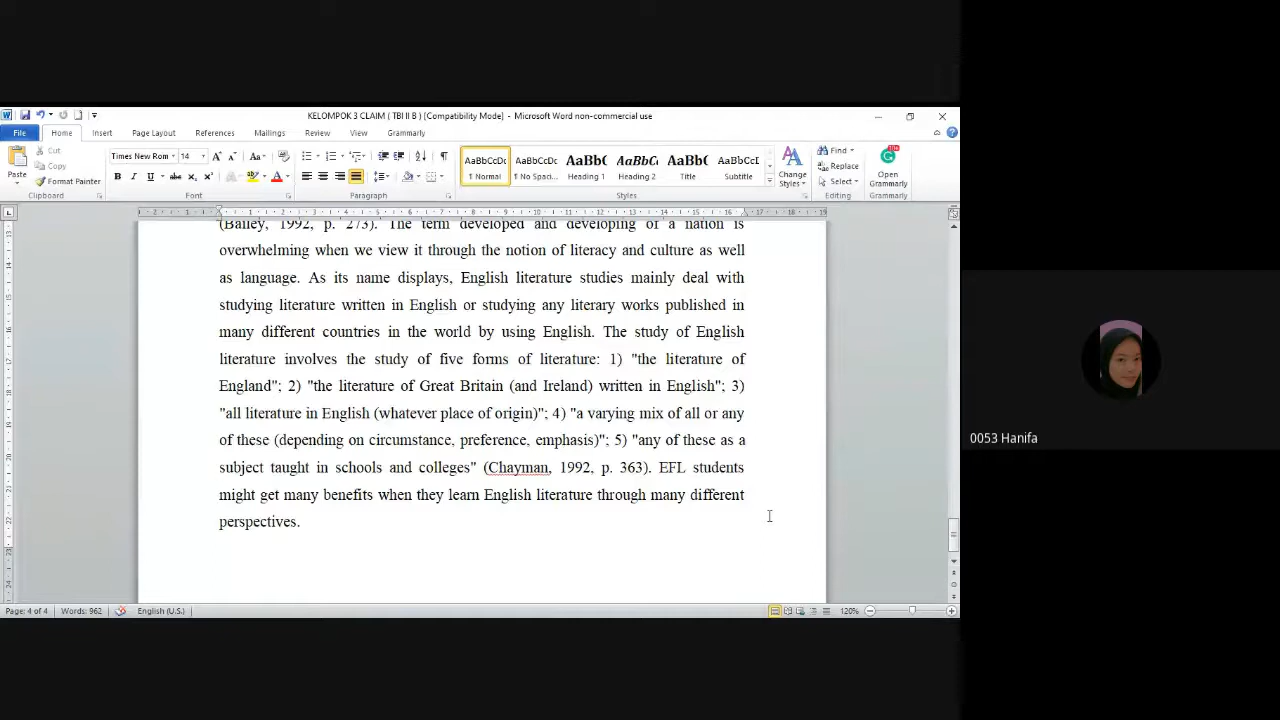 KELOMPOK 3 CLAIM ( TBI II B ) [Compatibility Mode] - Microsoft Word non-commercial use
File Home Insert Page Layout References Mailings Review View Grammarly
Cut
Copy
Format Painter
Paste
Clipboard
Times New Rom 14
Font
Paragraph
AaBbCcDc AaBbCcDc AaBbC AaBbCc AaBbC AaBbCcI
¶ Normal ¶ No Spaci... Heading 1 Heading 2 Title Subtitle
Styles
Change
Styles
Find
Replace
Select
Editing
Open
Grammarly
Grammarly
(Bailey, 1992, p. 273). The term developed and developing of a nation is
overwhelming when we view it through the notion of literacy and culture as well
as language. As its name displays, English literature studies mainly deal with
studying literature written in English or studying any literary works published in
many different countries in the world by using English. The study of English
literature involves the study of five forms of literature: 1) "the literature of
England"; 2) "the literature of Great Britain (and Ireland) written in English"; 3)
"all literature in English (whatever place of origin)"; 4) "a varying mix of all or any
of these (depending on circumstance, preference, emphasis)"; 5) "any of these as a
subject taught in schools and colleges" (Chayman, 1992, p. 363). EFL students
might get many benefits when they learn English literature through many different
perspectives.
Page: 4 of 4 Words: 962 English (U.S.) 120%
0053 Hanifa